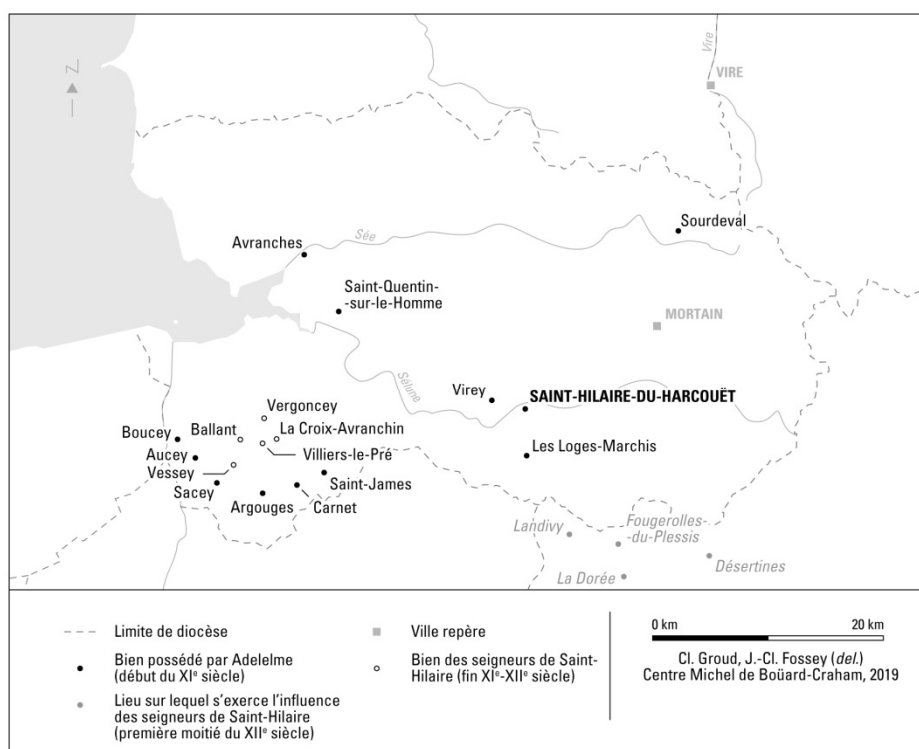 Z
Vire
VIRE
Sourdeval
Sée
Avranches
Saint-Quentin-
-sur-le-Homme
MORTAIN
Sélune
Virey
SAINT-HILAIRE-DU-HARCOUËT
Vergoncey
Boucey
Ballant
La Croix-Avranchin
Aucey
Villiers-le-Pré
Les Loges-Marchis
Vessey
Sacey
Saint-James
Argouges
Carnet
Landivy
Fougerolles-
-du-Plessis
Désertines
La Dorée
Limite de diocèse
Bien possédé par Adelelme
(début du XIe siècle)
Lieu sur lequel s’exerce l’influence
des seigneurs de Saint-Hilaire
(première moitié du XIIe siècle)
Ville repère
Bien des seigneurs de Saint-
Hilaire (fin XIe-XIIe siècle)
0 km 20 km
Cl. Groud, J.-Cl. Fossey (del.)
Centre Michel de Boüard-Craham, 2019